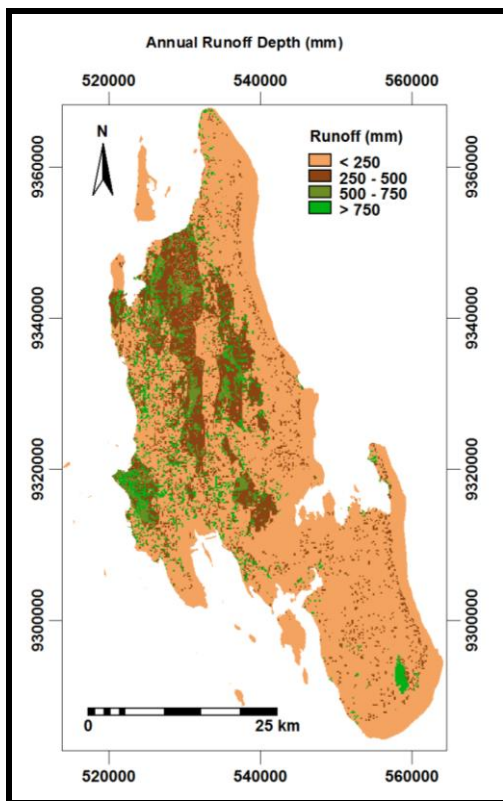 Annual Runoff Depth (mm)
520000 540000 560000
N
Runoff (mm)
< 250
250 - 500
500 - 750
> 750
9360000 9360000
9340000 9340000
9320000 9320000
9300000 9300000
0 25 km
520000 540000 560000